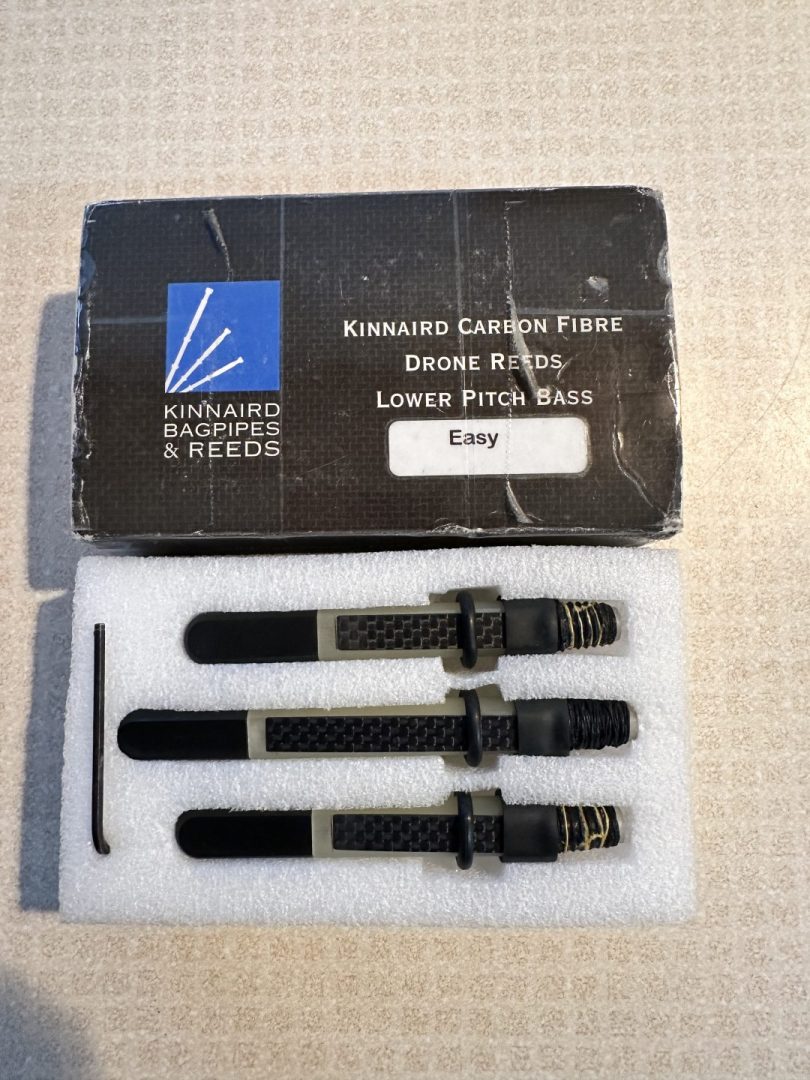 KINNAIRD CARBON FIBRE
DRONE REEDS
LOWER PITCH BASS
Easy
KINNAIRD
BAGPIPES
& REEDS